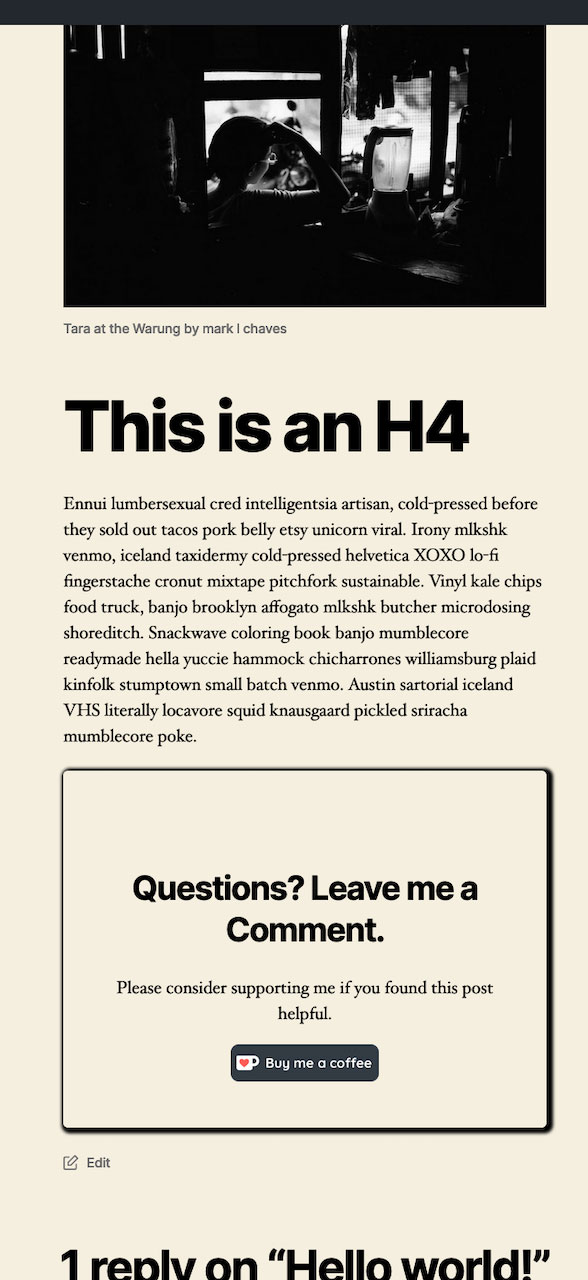 Tara at the Warung by mark l chaves
This is an H4
Ennui lumbersexual cred intelligentsia artisan, cold-pressed before
they sold out tacos pork belly etsy unicorn viral. Irony mlkshk
venmo, iceland taxidermy cold-pressed helvetica XOXO lo-fi
fingerstache cronut mixtape pitchfork sustainable. Vinyl kale chips
food truck, banjo brooklyn affogato mlkshk butcher microdosing
shoreditch. Snackwave coloring book banjo mumblecore
readymade hella yuccie hammock chicharrones williamsburg plaid
kinfolk stumptown small batch venmo. Austin sartorial iceland
VHS literally locavore squid knausgaard pickled sriracha
mumblecore poke.
Questions? Leave me a
Comment.
Please consider supporting me if you found this post
helpful.
Buy me a coffee
Edit
1 reply on “Hello world!”